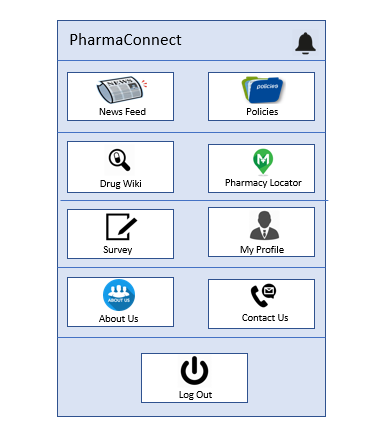 PharmaConnect
NEWS
News Feed
policies
Policies
Drug Wiki
M
Pharmacy Locator
Survey
My Profile
ABOUT US
About Us
Contact Us
Log Out